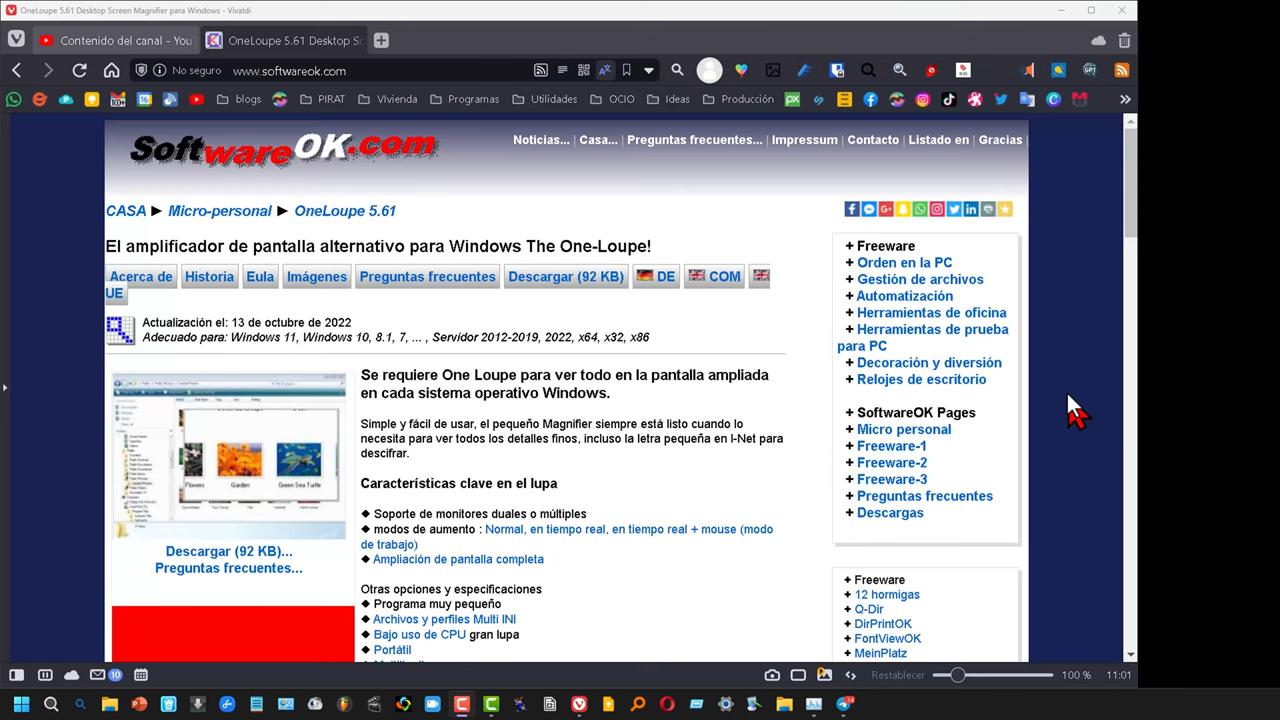 OneLoupe 5.61 Desktop Screen Magnifier para Windows - Vivaldi
Contenido del canal - You
OneLoupe 5.61 Desktop Sc
No seguro
www.softwareok.com
blogs
PIRAT
VIvienda
Programas
Utilidades
OCIO
Ideas
Producción
SoftwareOK.com
Noticias... Casa... Preguntas frecuentes... Impressum Contacto Listado en Gracias
CASA ► Micro-personal ► OneLoupe 5.61
El amplificador de pantalla alternativo para Windows The One-Loupe!
Acerca de Historia Eula Imágenes Preguntas frecuentes Descargar (92 KB) DE COM
UE
Actualización el: 13 de octubre de 2022
Adecuado para: Windows 11, Windows 10, 8.1, 7, ... , Servidor 2012-2019, 2022, x64, x32, x86
Flowers Garden Green Sea Turtle
Descargar (92 KB)...
Preguntas frecuentes...
Se requiere One Loupe para ver todo en la pantalla ampliada
en cada sistema operativo Windows.
Simple y fácil de usar, el pequeño Magnifier siempre está listo cuando lo
necesite para ver todos los detalles finos, incluso la letra pequeña en I-Net para
descifrar.
Características clave en el lupa
◆ Soporte de monitores duales o múltiples
◆ modos de aumento : Normal, en tiempo real, en tiempo real + mouse (modo
de trabajo)
◆ Ampliación de pantalla completa
Otras opciones y especificaciones
◆ Programa muy pequeño
◆ Archivos y perfiles Multi INI
◆ Bajo uso de CPU gran lupa
◆ Portátil
+ Freeware
+ Orden en la PC
+ Gestión de archivos
+ Automatización
+ Herramientas de oficina
+ Herramientas de prueba
para PC
+ Decoración y diversión
+ Relojes de escritorio
+ SoftwareOK Pages
+ Micro personal
+ Freeware-1
+ Freeware-2
+ Freeware-3
+ Preguntas frecuentes
+ Descargas
+ Freeware
+ 12 hormigas
+ Q-Dir
+ DirPrintOK
+ FontViewOK
+ MeinPlatz
10
Restablecer
100 %
11:01